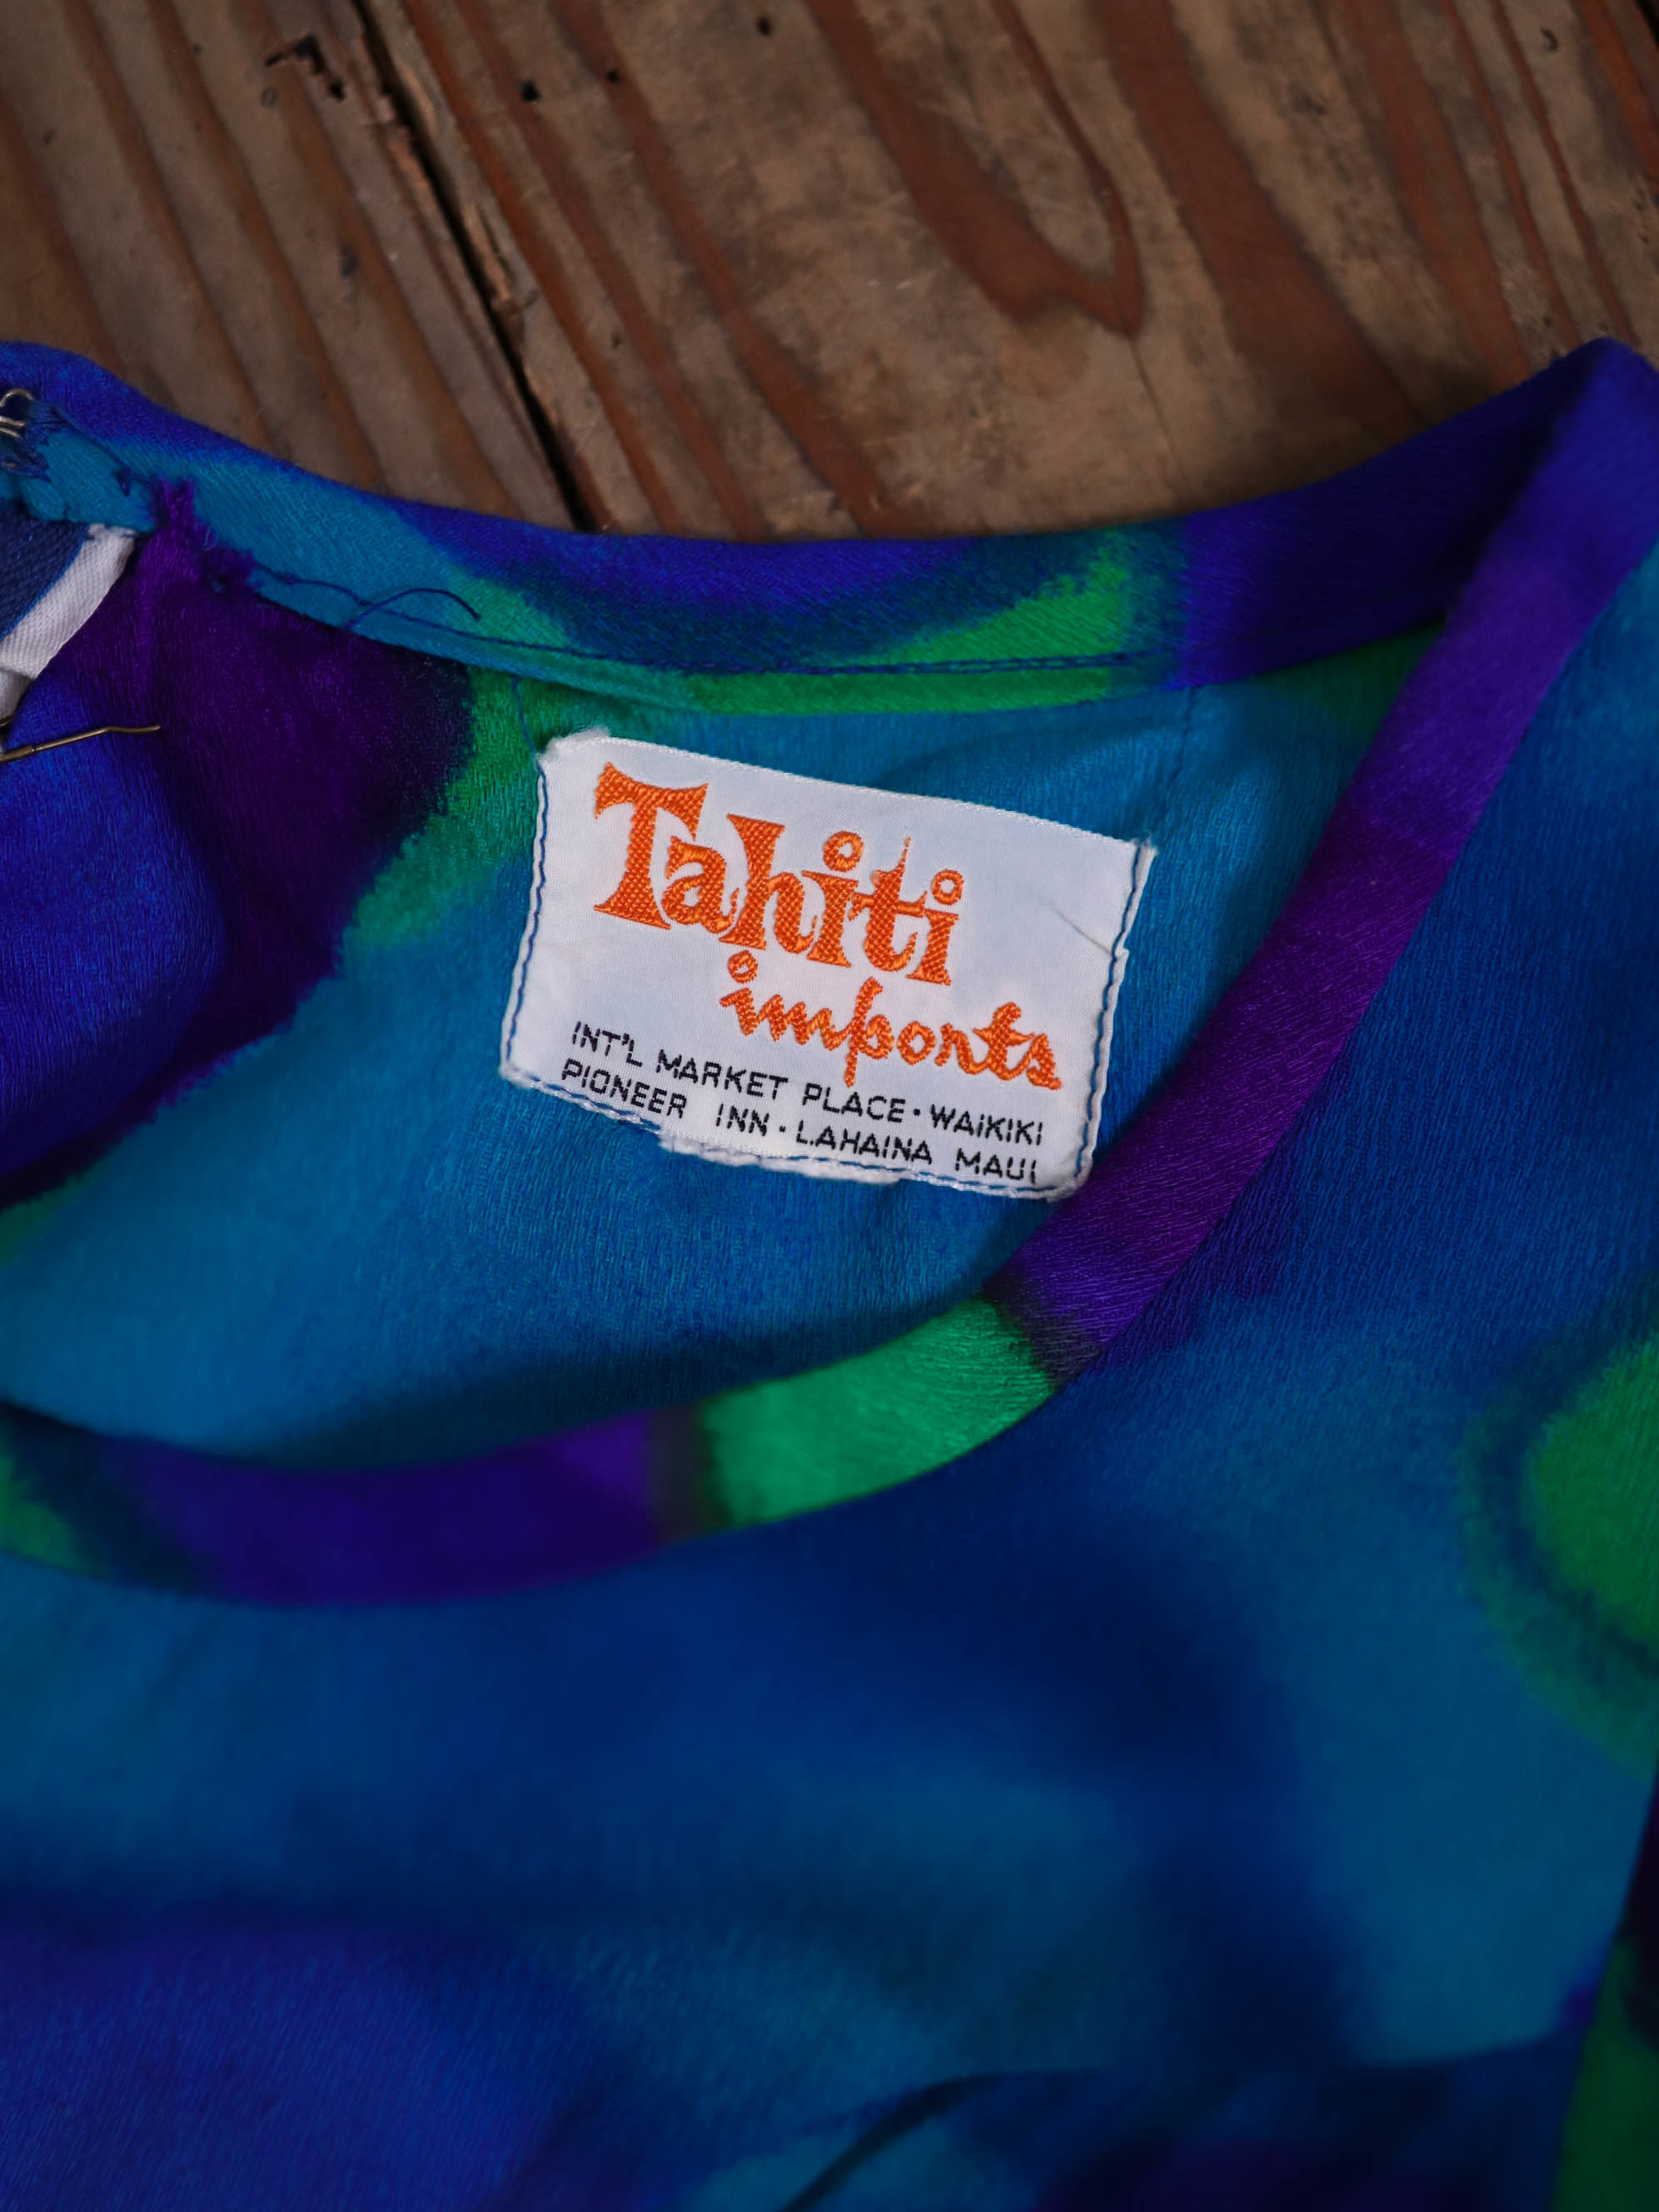 Tahiti
imports
INT'L MARKET PLACE · WAIKIKI
PIONEER INN · LAHAINA MAUI